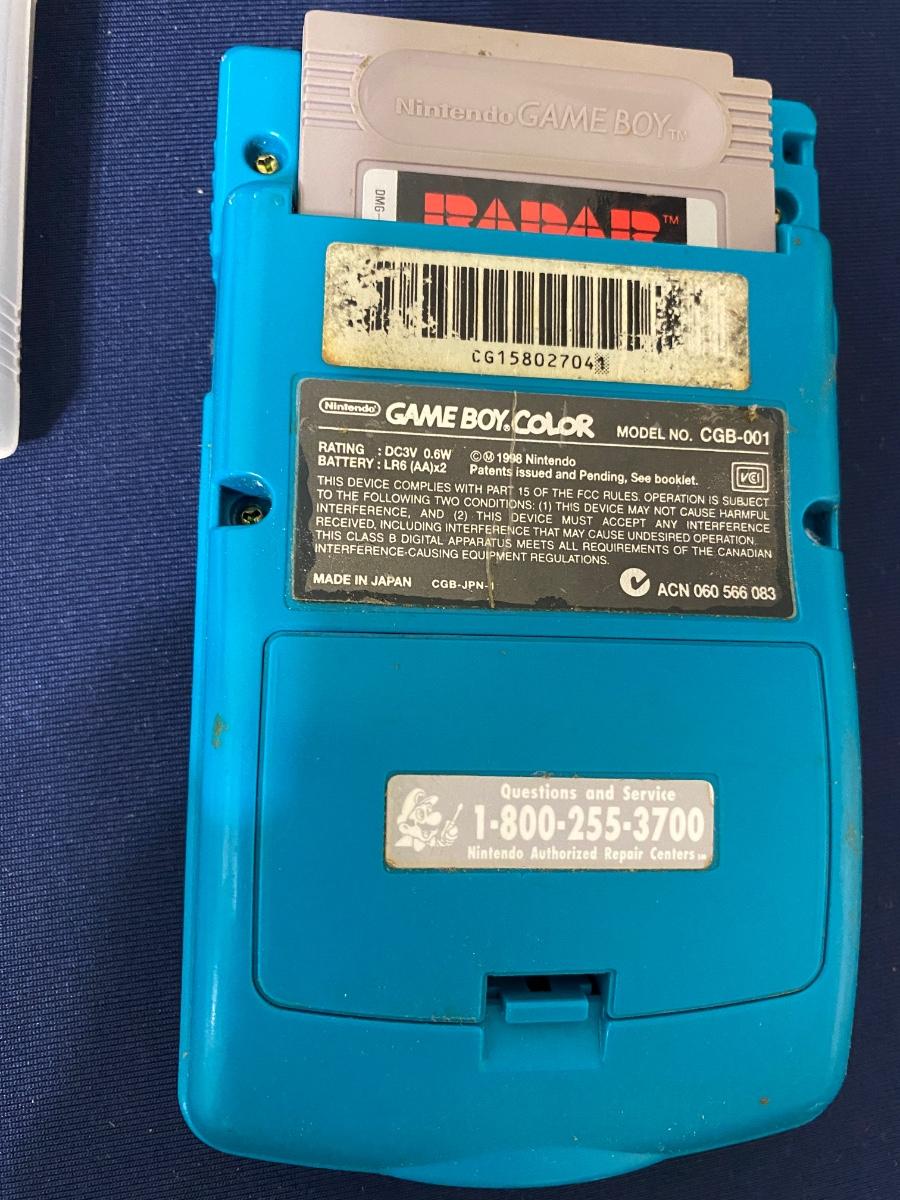 Nintendo GAME BOY TM
DMG-
RADAR™
CG158027041
Nintendo® GAME BOY® COLOR MODEL NO. CGB-001
RATING : DC3V 0.6W
BATTERY : LR6 (AA)x2
©Ⓜ 1998 Nintendo
Patents issued and Pending, See booklet.
VCI
THIS DEVICE COMPLIES WITH PART 15 OF THE FCC RULES. OPERATION IS SUBJECT
TO THE FOLLOWING TWO CONDITIONS: (1) THIS DEVICE MAY NOT CAUSE HARMFUL
INTERFERENCE, AND (2) THIS DEVICE MUST ACCEPT ANY INTERFERENCE
RECEIVED, INCLUDING INTERFERENCE THAT MAY CAUSE UNDESIRED OPERATION.
THIS CLASS B DIGITAL APPARATUS MEETS ALL REQUIREMENTS OF THE CANADIAN
INTERFERENCE-CAUSING EQUIPMENT REGULATIONS.
MADE IN JAPAN CGB-JPN-1 ACN 060 566 083
Questions and Service
1-800-255-3700
Nintendo Authorized Repair Centers SM